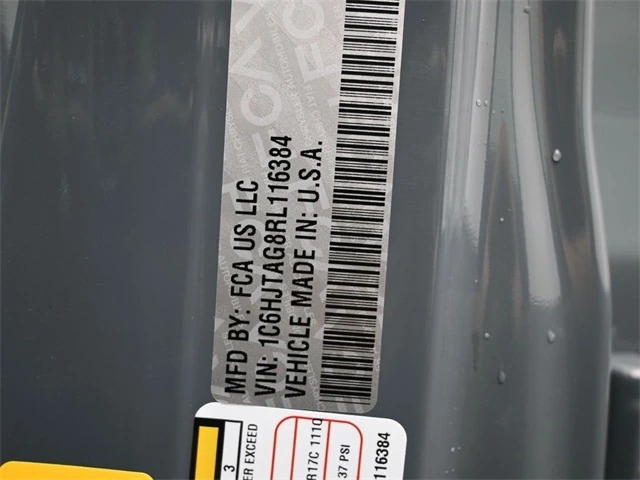 MFD BY: FCA US LLC
VIN: 1C6HJTAG8RL116384
VEHICLE MADE IN: U.S.A.
3
ER EXCEED
R17C 111
37 PSI
116384